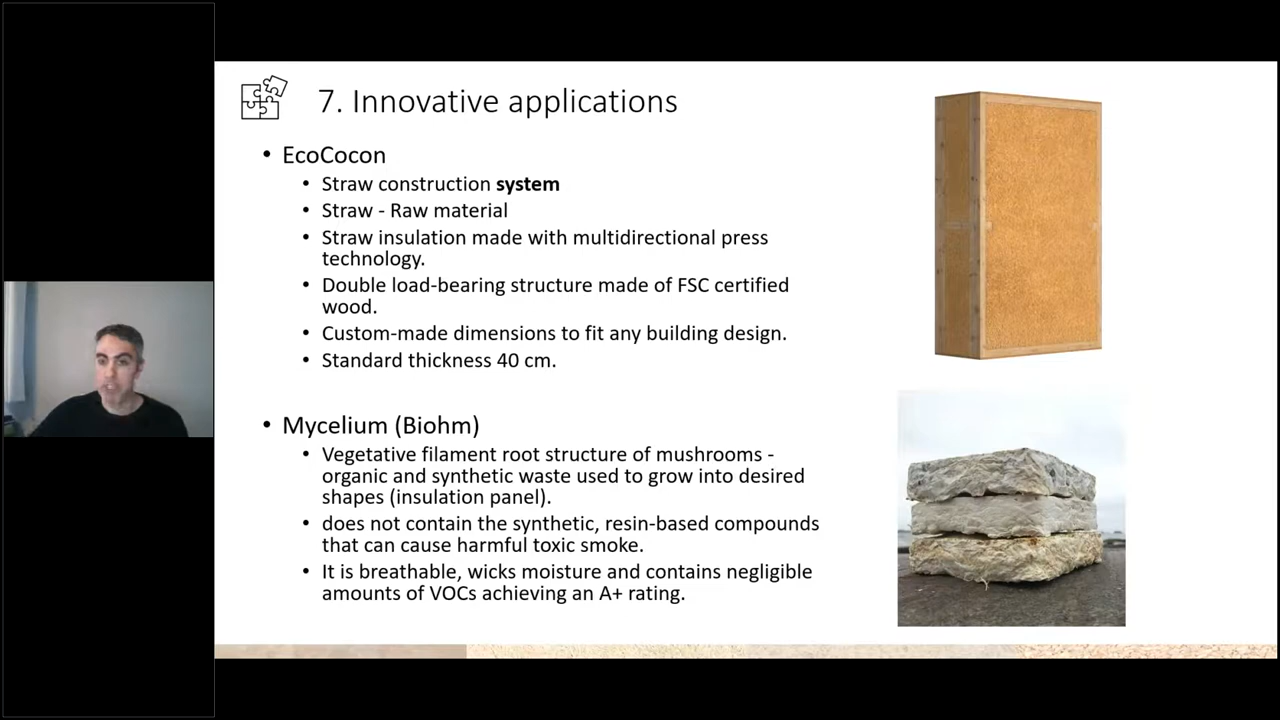 7. Innovative applications
• EcoCocon
• Straw construction system
• Straw - Raw material
• Straw insulation made with multidirectional press
technology.
• Double load-bearing structure made of FSC certified
wood.
• Custom-made dimensions to fit any building design.
• Standard thickness 40 cm.
• Mycelium (Biohm)
• Vegetative filament root structure of mushrooms -
organic and synthetic waste used to grow into desired
shapes (insulation panel).
• does not contain the synthetic, resin-based compounds
that can cause harmful toxic smoke.
• It is breathable, wicks moisture and contains negligible
amounts of VOCs achieving an A+ rating.